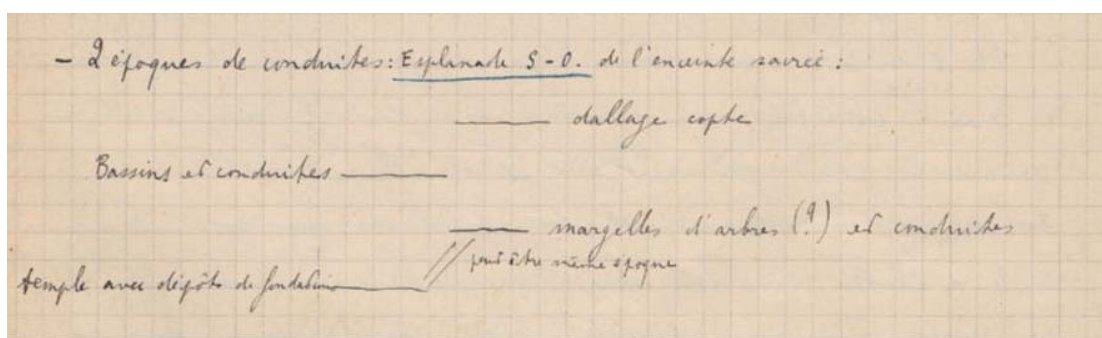 - 2 époques de conduites: Esplanade S-O. de l'enceinte sacrée :
dallage copte
Bassins et conduites
margelles d'arbres (?) et conduites
peut être même époque
temple avec dépôts de fondation